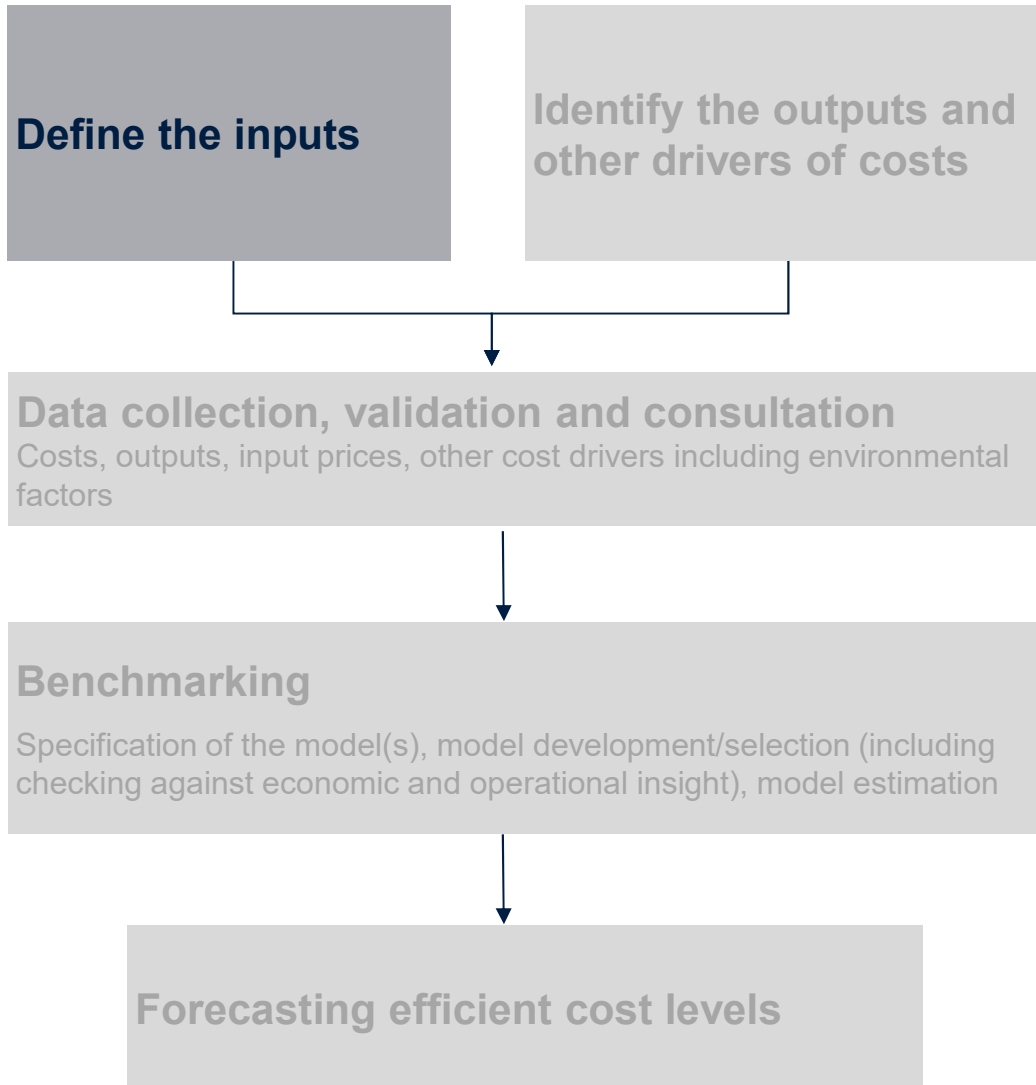 Define the inputs
Identify the outputs and
other drivers of costs
Data collection, validation and consultation
Costs, outputs, input prices, other cost drivers including environmental
factors
Benchmarking
Specification of the model(s), model development/selection (including
checking against economic and operational insight), model estimation
Forecasting efficient cost levels